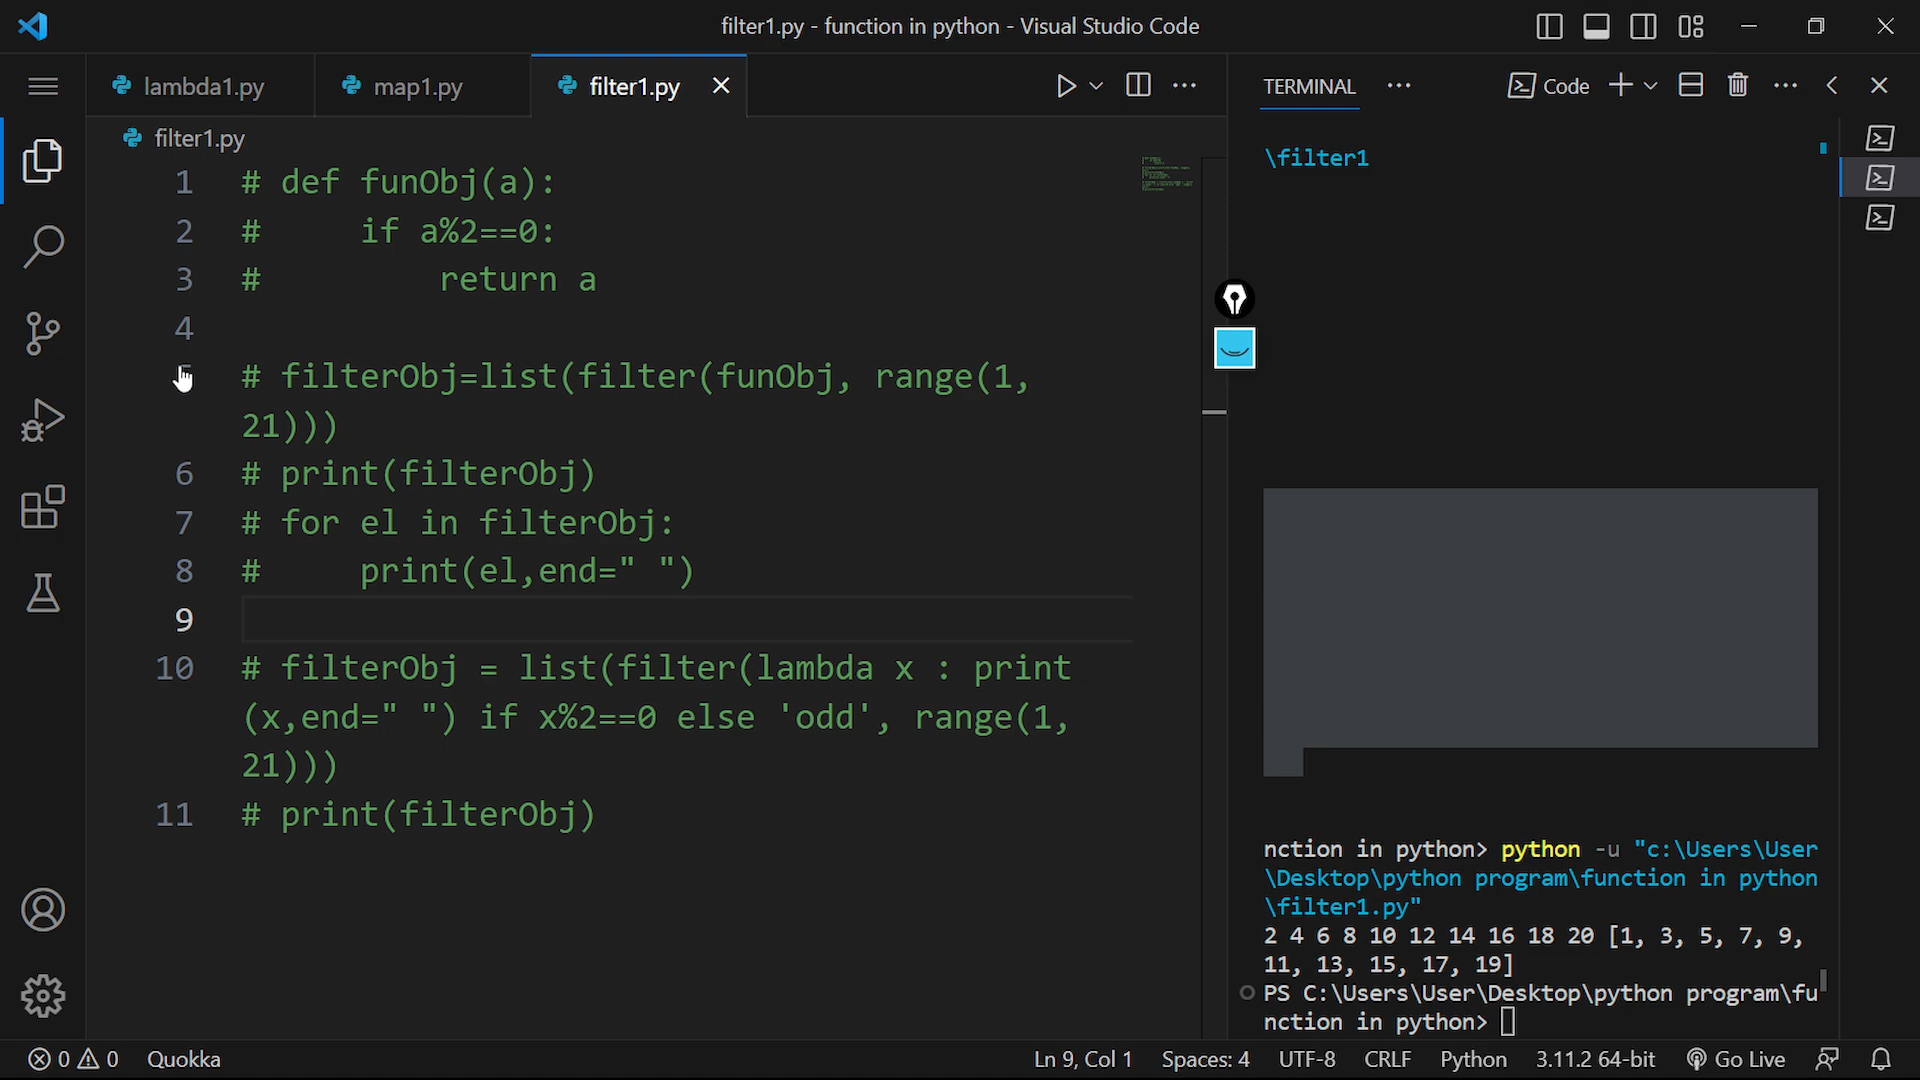 filter1.py - function in python - Visual Studio Code
lambda1.py
map1.py
filter1.py
TERMINAL
Code
filter1.py
1 # def funObj(a):
2 #     if a%2==0:
3 #         return a
4
5 # filterObj=list(filter(funObj, range(1,
21)))
6 # print(filterObj)
7 # for el in filterObj:
8 #     print(el,end=" ")
9
10 # filterObj = list(filter(lambda x : print
(x,end=" ") if x%2==0 else 'odd', range(1,
21)))
11 # print(filterObj)
\filter1
nction in python> python -u "c:\Users\User
\Desktop\python program\function in python
\filter1.py"
2 4 6 8 10 12 14 16 18 20 [1, 3, 5, 7, 9,
11, 13, 15, 17, 19]
PS C:\Users\User\Desktop\python program\fu
nction in python>
0 0 Quokka
Ln 9, Col 1
Spaces: 4
UTF-8
CRLF
Python
3.11.2 64-bit
Go Live